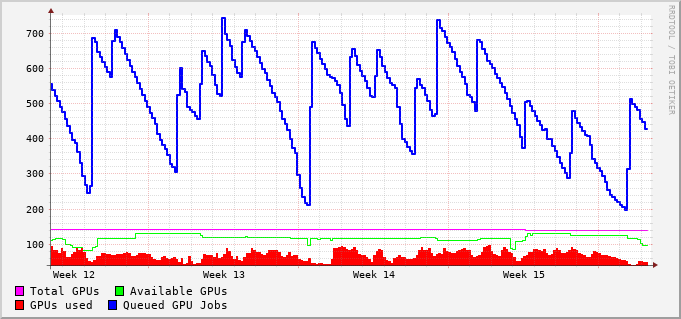 RRDTOOL / TOBI OETIKER
700
600
500
400
300
200
100
Week 12 Week 13 Week 14 Week 15
Total GPUs Available GPUs
GPUs used Queued GPU Jobs